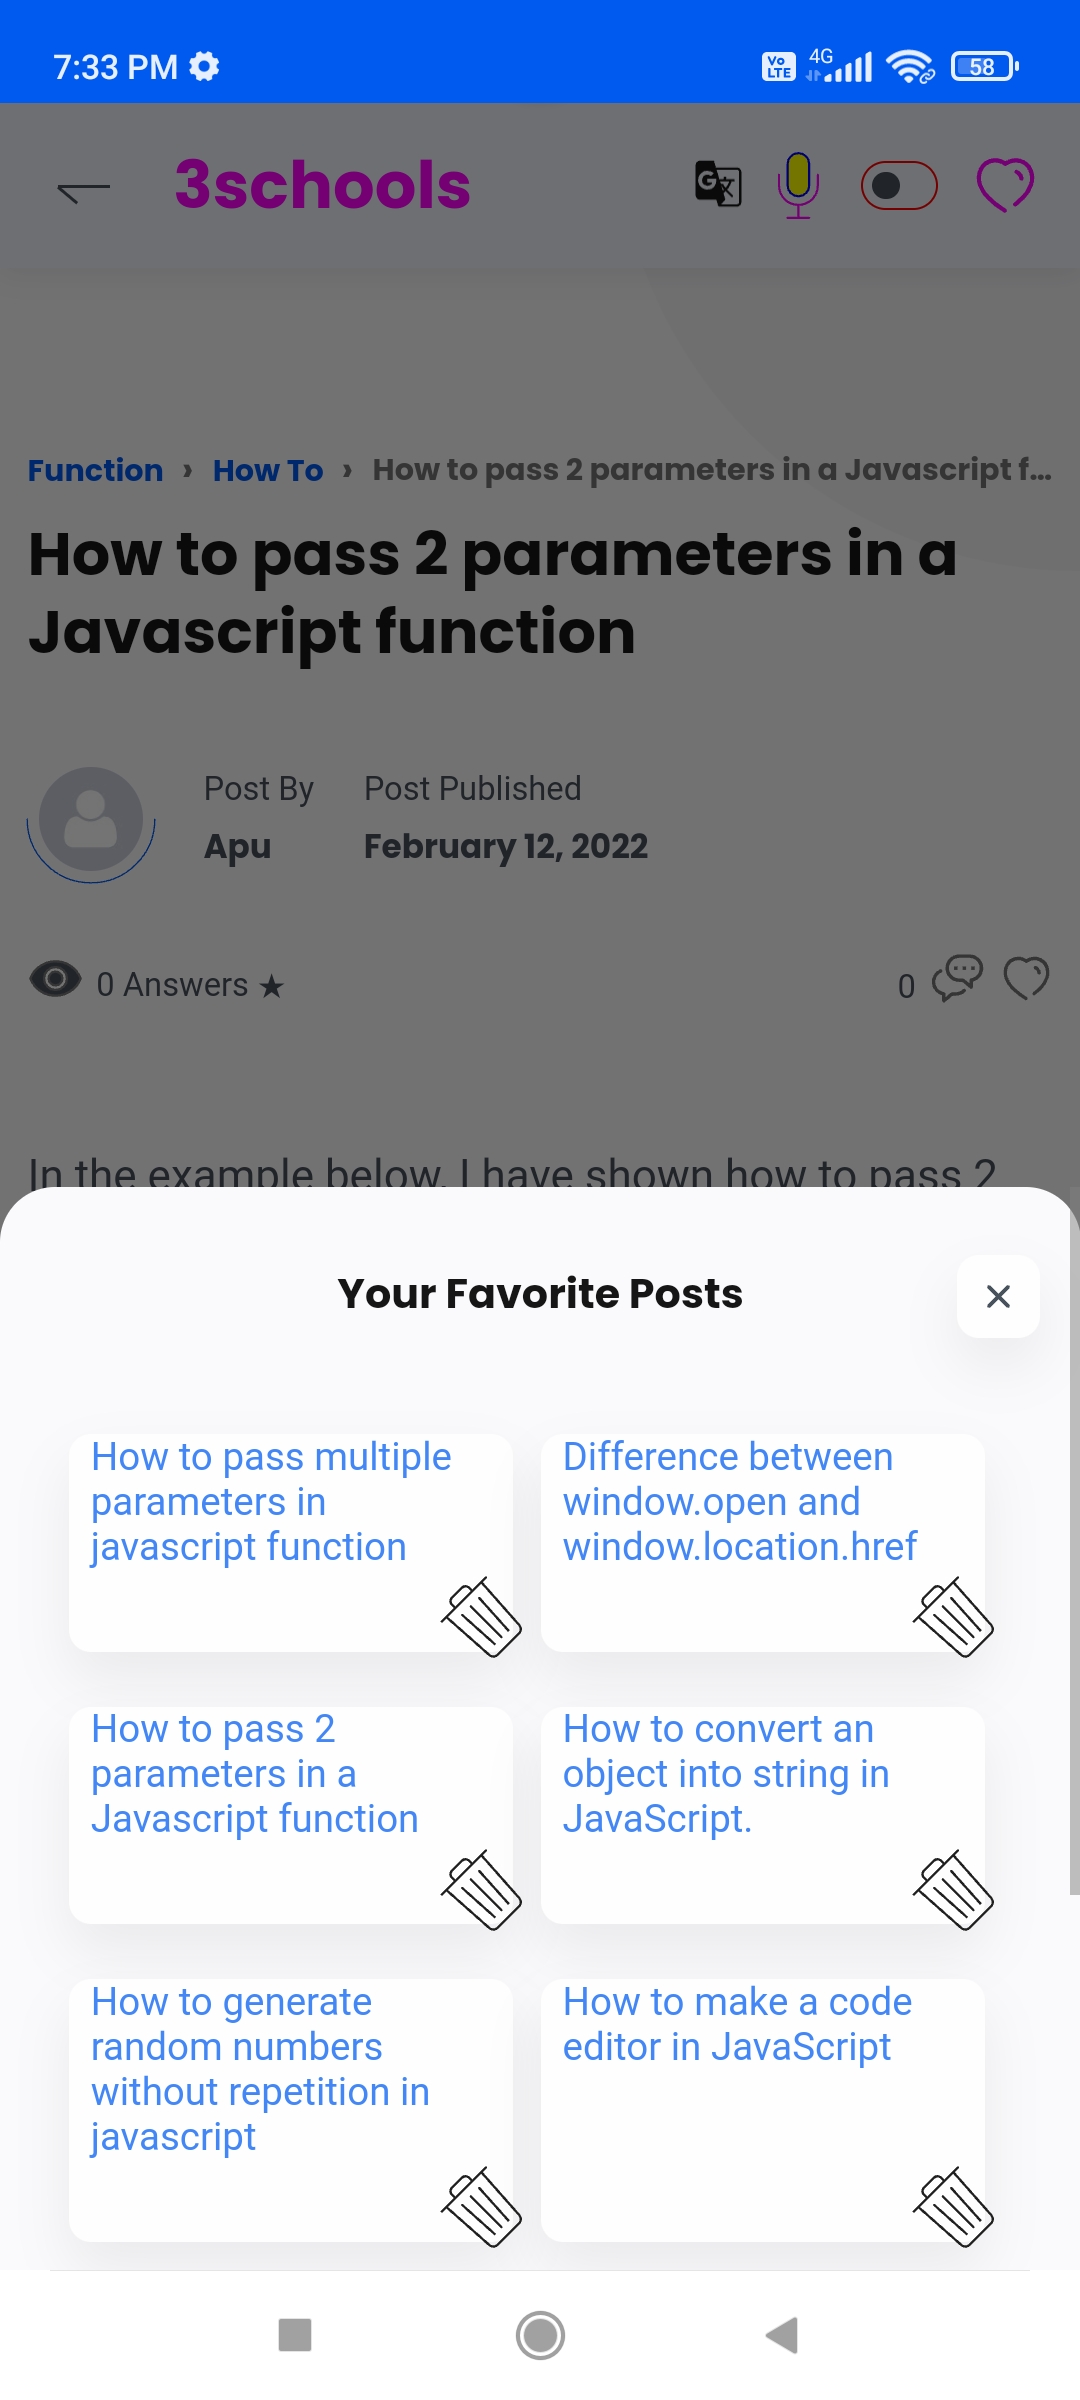 7:33 PM
Vo LTE 4G 58
3schools
Function › How To › How to pass 2 parameters in a Javascript f...
How to pass 2 parameters in a
Javascript function
Post By Post Published
Apu February 12, 2022
0 Answers ★ 0
In the example below, I have shown how to pass 2
Your Favorite Posts
How to pass multiple
parameters in
javascript function
Difference between
window.open and
window.location.href
How to pass 2
parameters in a
Javascript function
How to convert an
object into string in
JavaScript.
How to generate
random numbers
without repetition in
javascript
How to make a code
editor in JavaScript